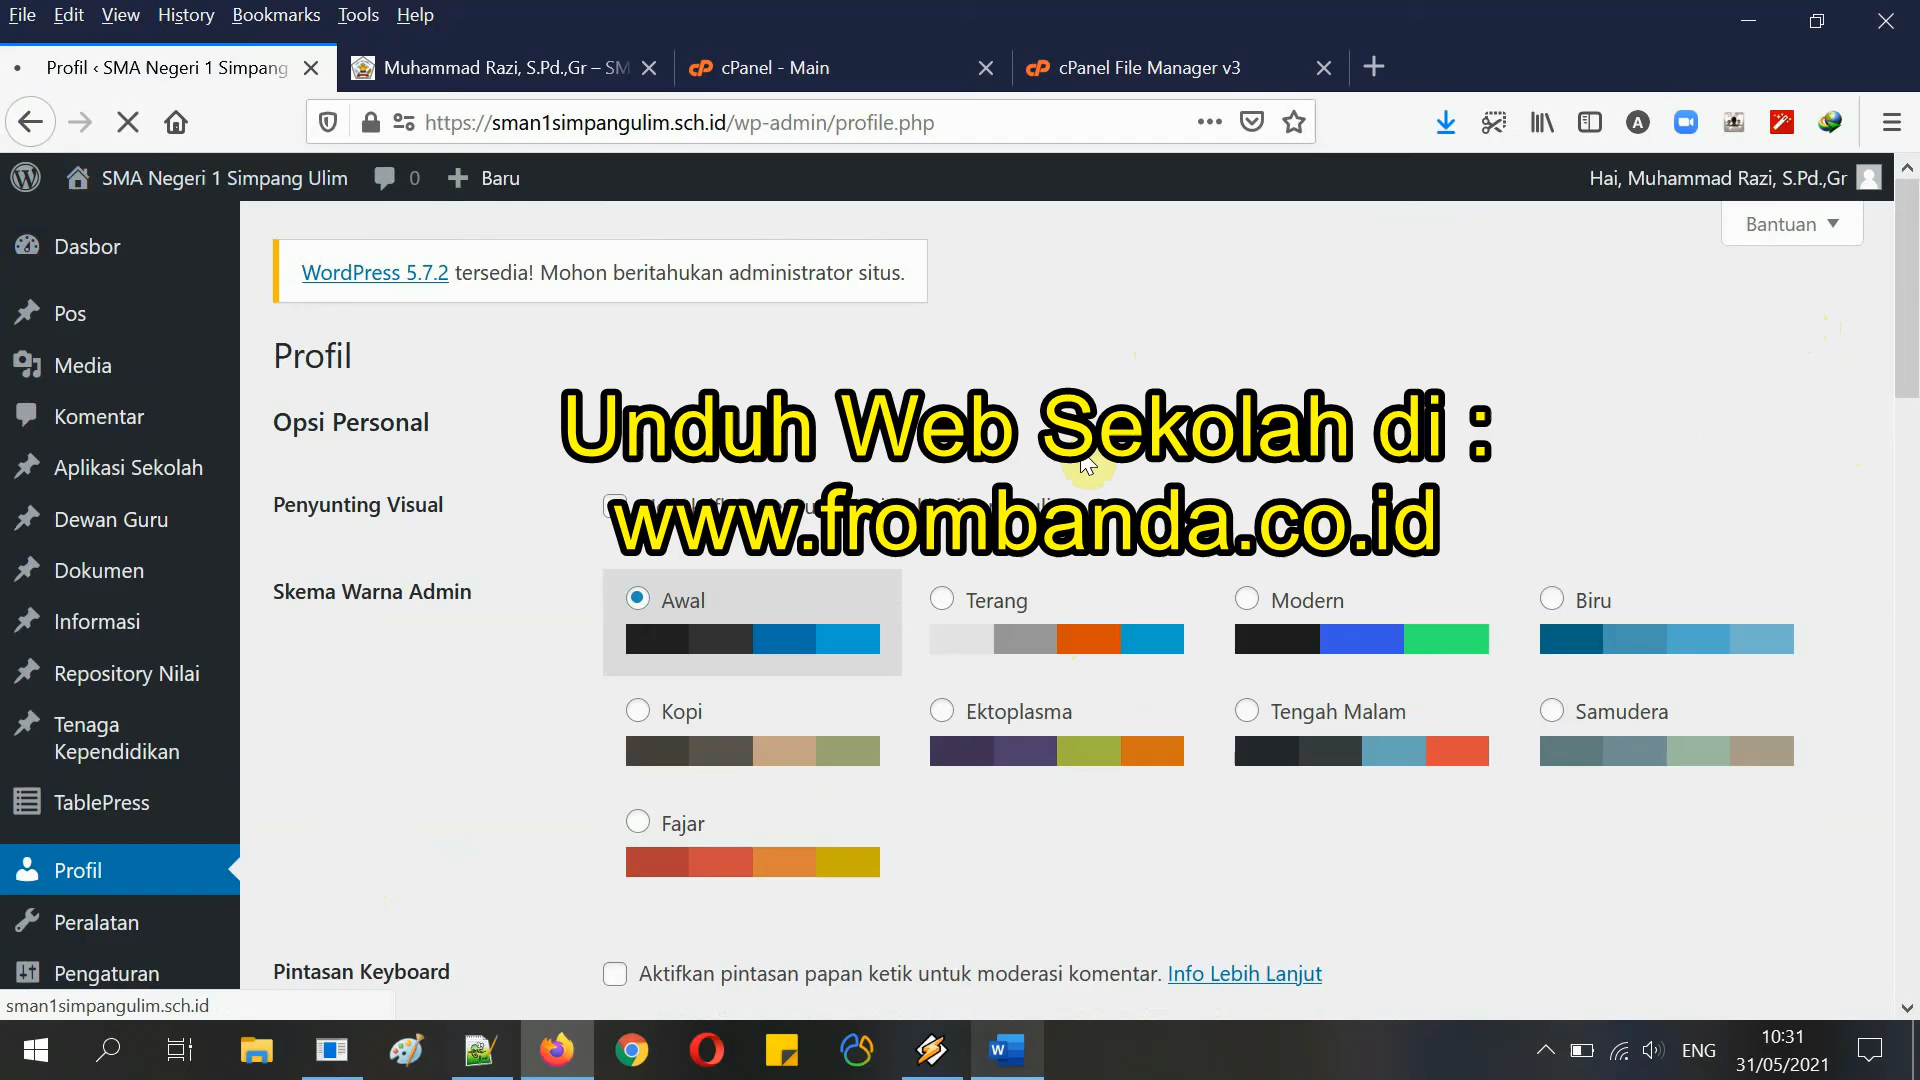 File Edit View History Bookmarks Tools Help
Profil ‹ SMA Negeri 1 Simpang
Muhammad Razi, S.Pd.,Gr – SM
cPanel - Main
cPanel File Manager v3
https://sman1simpangulim.sch.id/wp-admin/profile.php
SMA Negeri 1 Simpang Ulim 0 Baru
Hai, Muhammad Razi, S.Pd.,Gr
Bantuan
Dasbor
Pos
Media
Komentar
Aplikasi Sekolah
Dewan Guru
Dokumen
Informasi
Repository Nilai
Tenaga
Kependidikan
TablePress
Profil
Peralatan
Pengaturan
WordPress 5.7.2 tersedia! Mohon beritahukan administrator situs.
Profil
Opsi Personal
Unduh Web Sekolah di :
www.frombanda.co.id
Penyunting Visual
Skema Warna Admin
Awal
Terang
Modern
Biru
Kopi
Ektoplasma
Tengah Malam
Samudera
Fajar
Pintasan Keyboard
Aktifkan pintasan papan ketik untuk moderasi komentar. Info Lebih Lanjut
sman1simpangulim.sch.id
ENG
10:31
31/05/2021